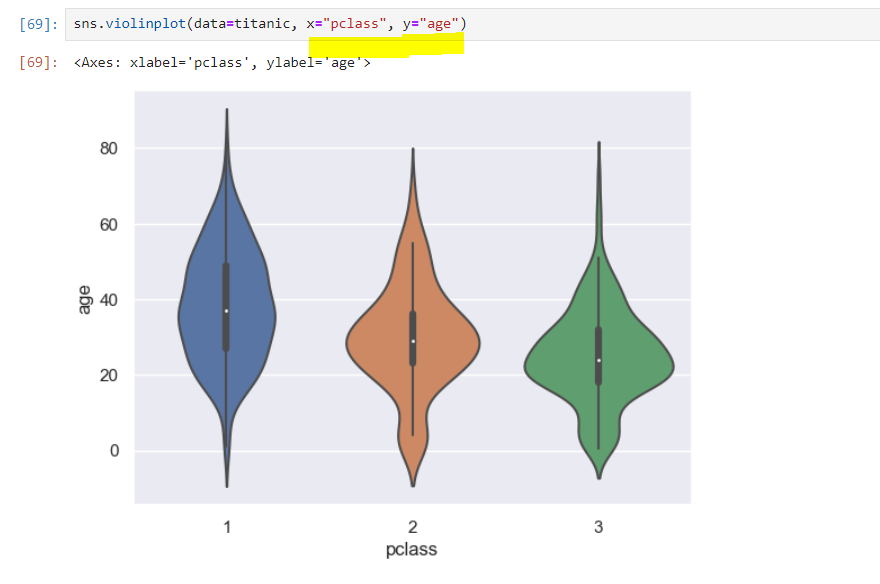 [69]: sns.violinplot(data=titanic, x="pclass", y="age")
[69]: <Axes: xlabel='pclass', ylabel='age'>
80
60
40
20
0
age
1 2 3
pclass